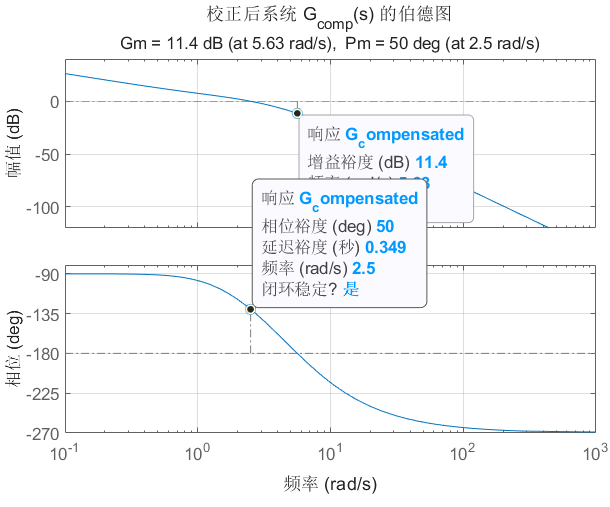 校正后系统 Gcomp(s) 的伯德图
Gm = 11.4 dB (at 5.63 rad/s), Pm = 50 deg (at 2.5 rad/s)
0
-50
-100
幅值 (dB)
响应 Gcompensated
增益裕度 (dB) 11.4
响应 Gcompensated
相位裕度 (deg) 50
延迟裕度 (秒) 0.349
频率 (rad/s) 2.5
闭环稳定? 是
-90
-135
-180
-225
-270
相位 (deg)
10-1
100
101
102
103
频率 (rad/s)